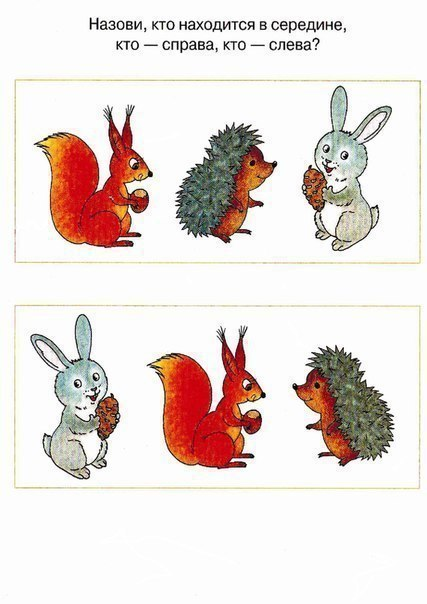 Назови, кто находится в середине,
кто — справа, кто — слева?